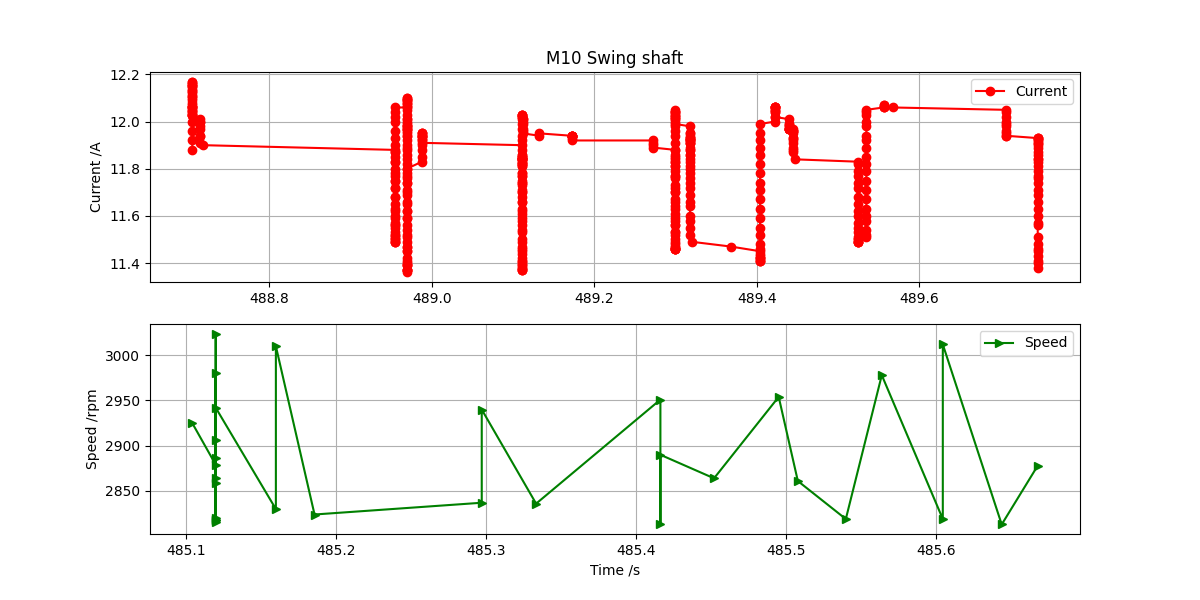 M10 Swing shaft
Current /A
12.2
12.0
11.8
11.6
11.4
Current
488.8 489.0 489.2 489.4 489.6
Speed /rpm
3000
2950
2900
2850
Speed
485.1 485.2 485.3 485.4 485.5 485.6
Time /s